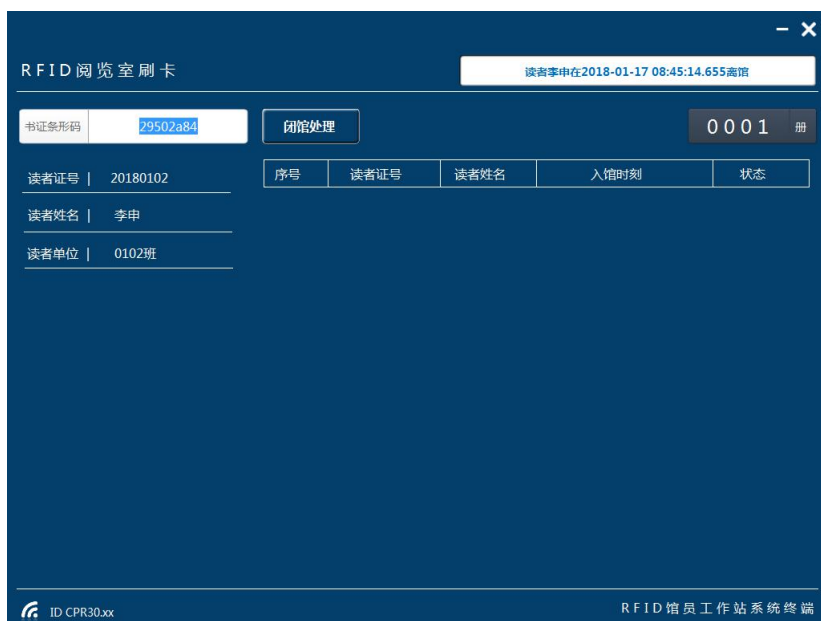 RFID阅览室刷卡
读者李申在2018-01-17 08:45:14.655离馆
书证条形码 29502a84 闭馆处理 0001 册
序号 读者证号 读者姓名 入馆时刻 状态
读者证号 | 20180102
读者姓名 | 李申
读者单位 | 0102班
ID CPR30.xx
RFID馆员工作站系统终端